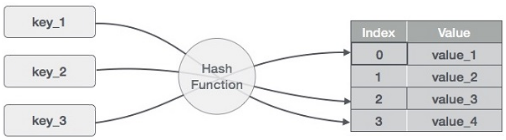 key_1
key_2
key_3
Hash
Function
Index Value
0 value_1
1 value_2
2 value_3
3 value_4